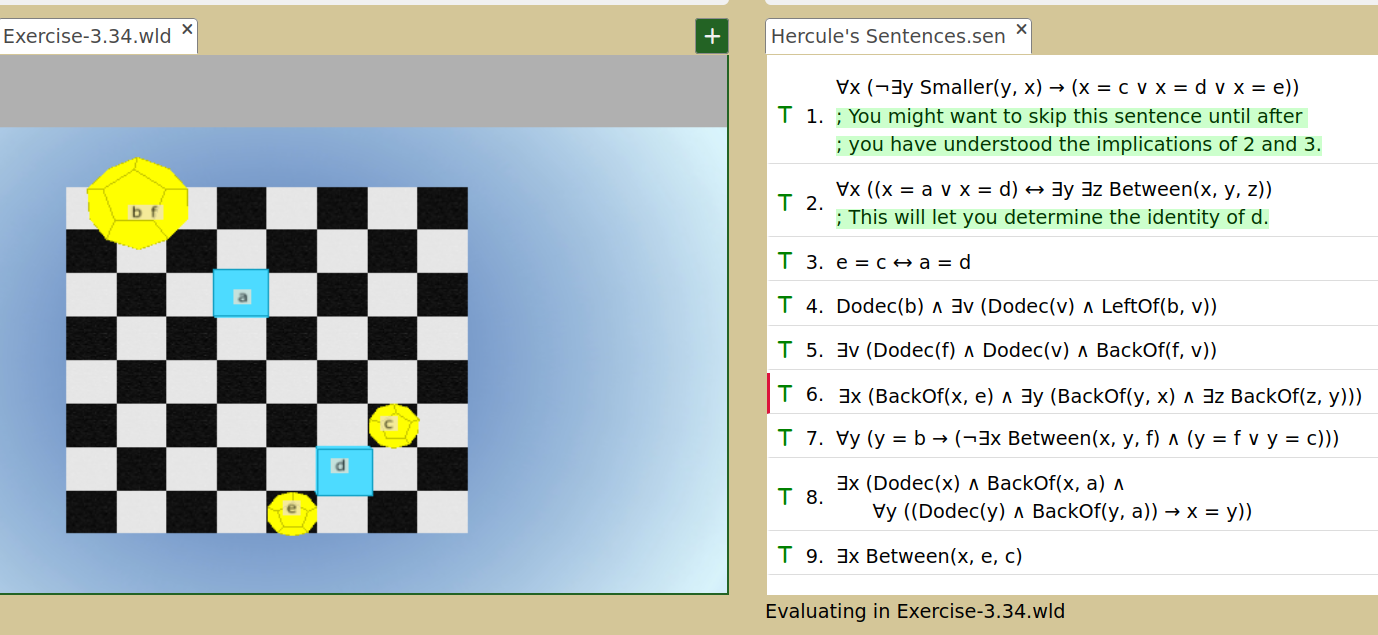 Exercise-3.34.wld ×
+
Hercule's Sentences.sen ×
b f
a
c
d
e
∀x (¬∃y Smaller(y, x) → (x = c ∨ x = d ∨ x = e))
T 1. ; You might want to skip this sentence until after
; you have understood the implications of 2 and 3.
∀x ((x = a ∨ x = d) ↔ ∃y ∃z Between(x, y, z))
T 2.
; This will let you determine the identity of d.
T 3. e = c ↔ a = d
T 4. Dodec(b) ∧ ∃v (Dodec(v) ∧ LeftOf(b, v))
T 5. ∃v (Dodec(f) ∧ Dodec(v) ∧ BackOf(f, v))
T 6. ∃x (BackOf(x, e) ∧ ∃y (BackOf(y, x) ∧ ∃z BackOf(z, y)))
T 7. ∀y (y = b → (¬∃x Between(x, y, f) ∧ (y = f ∨ y = c)))
∃x (Dodec(x) ∧ BackOf(x, a) ∧
T 8.
∀y ((Dodec(y) ∧ BackOf(y, a)) → x = y))
T 9. ∃x Between(x, e, c)
Evaluating in Exercise-3.34.wld